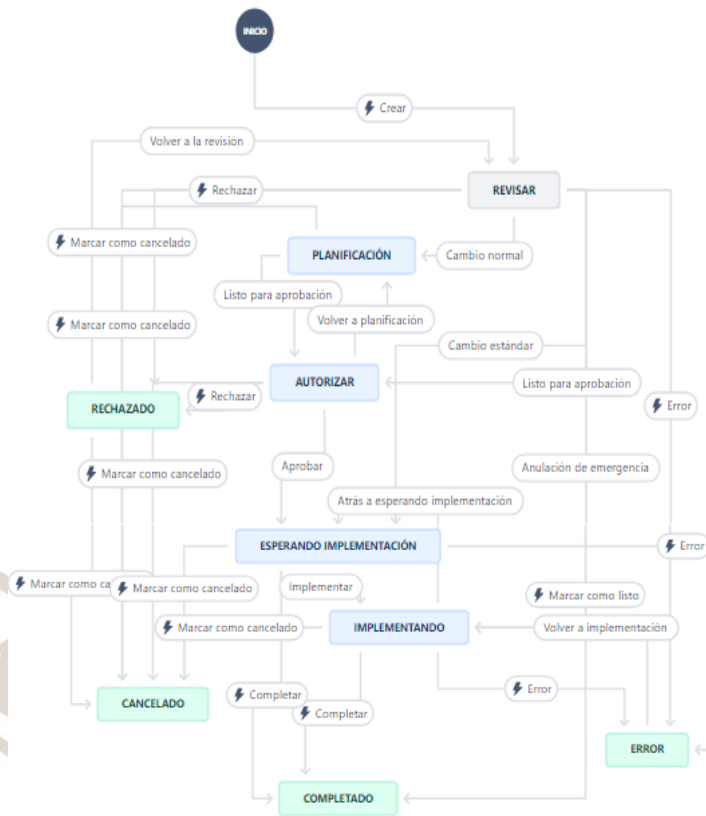 INICIO
Crear
Volver a la revisión
Rechazar
REVISAR
Marcar como cancelado
PLANIFICACIÓN
Cambio normal
Listo para aprobación
Volver a planificación
Marcar como cancelado
Cambio estándar
AUTORIZAR
Listo para aprobación
RECHAZADO
Rechazar
Error
Aprobar
Marcar como cancelado
Anulación de emergencia
Atrás a esperando implementación
ESPERANDO IMPLEMENTACIÓN
Error
Marcar como ca
Marcar como cancelado
Implementar
Marcar como listo
Marcar como cancelado
IMPLEMENTANDO
Volver a implementación
CANCELADO
Completar
Error
Completar
ERROR
COMPLETADO